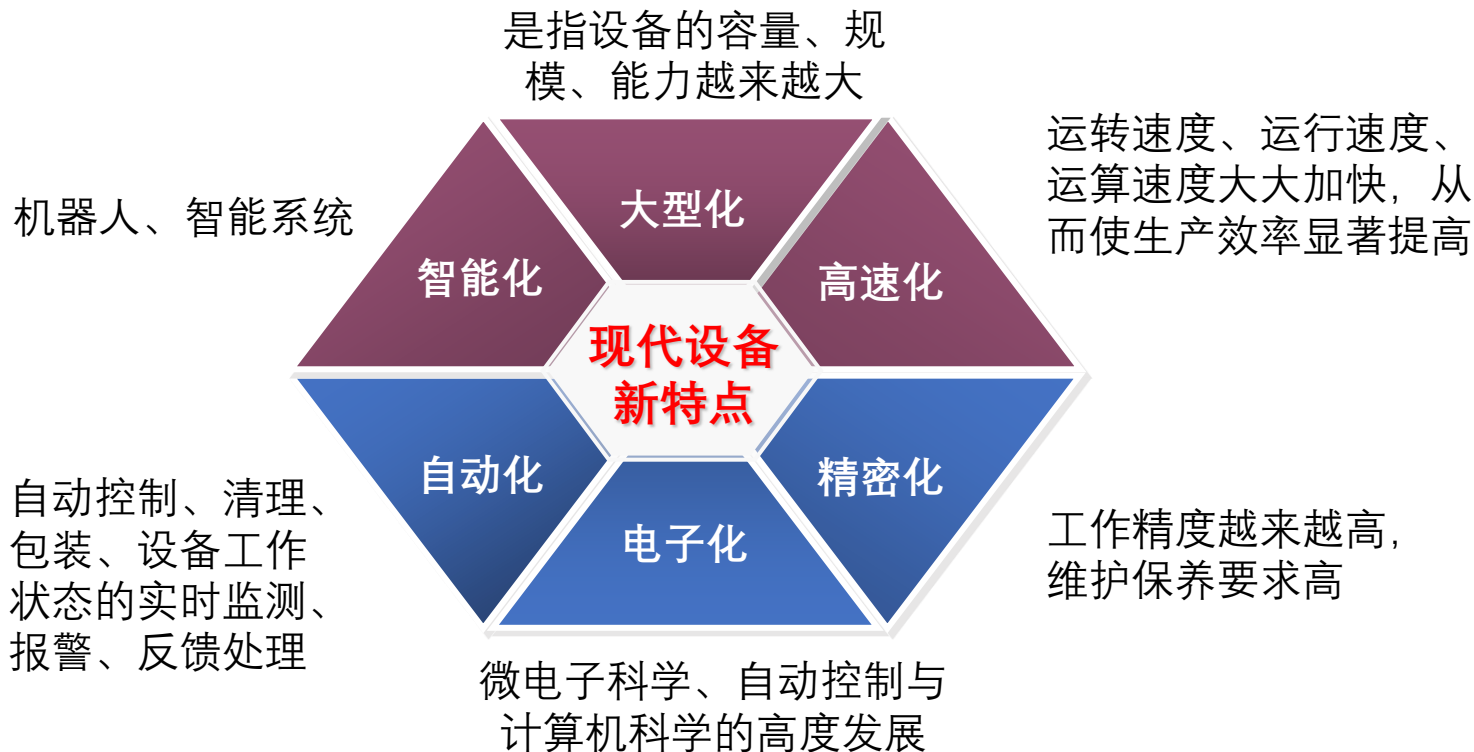 是指设备的容量、规
模、能力越来越大
大型化
运转速度、运行速度、
运算速度大大加快，从
而使生产效率显著提高
高速化
机器人、智能系统
智能化
现代设备
新特点
自动化
自动控制、清理、
包装、设备工作
状态的实时监测、
报警、反馈处理
电子化
微电子科学、自动控制与
计算机科学的高度发展
精密化
工作精度越来越高，
维护保养要求高